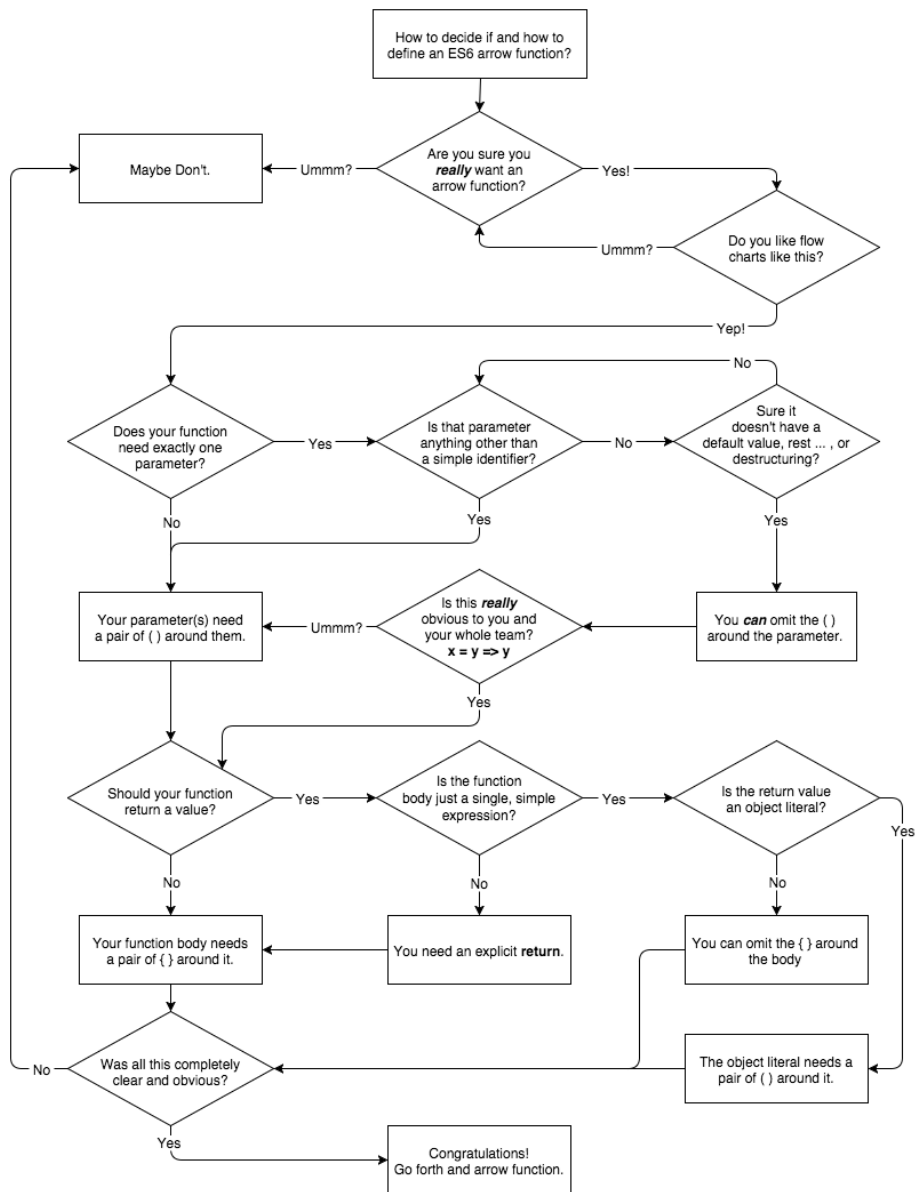 How to decide if and how to
define an ES6 arrow function?
Are you sure you
really want an
arrow function?
Ummm?
Maybe Don't.
Yes!
Do you like flow
charts like this?
Ummm?
Yep!
Does your function
need exactly one
parameter?
Yes
Is that parameter
anything other than
a simple identifier?
No
Sure it
doesn't have a
default value, rest ... , or
destructuring?
No
No
Yes
Yes
Your parameter(s) need
a pair of ( ) around them.
Ummm?
Is this really
obvious to you and
your whole team?
x = y => y
You can omit the ( )
around the parameter.
Yes
Should your function
return a value?
Yes
Is the function
body just a single, simple
expression?
Yes
Is the return value
an object literal?
Yes
No
No
No
Your function body needs
a pair of { } around it.
You need an explicit return.
You can omit the { } around
the body
No
Was all this completely
clear and obvious?
The object literal needs a
pair of ( ) around it.
Yes
Congratulations!
Go forth and arrow function.